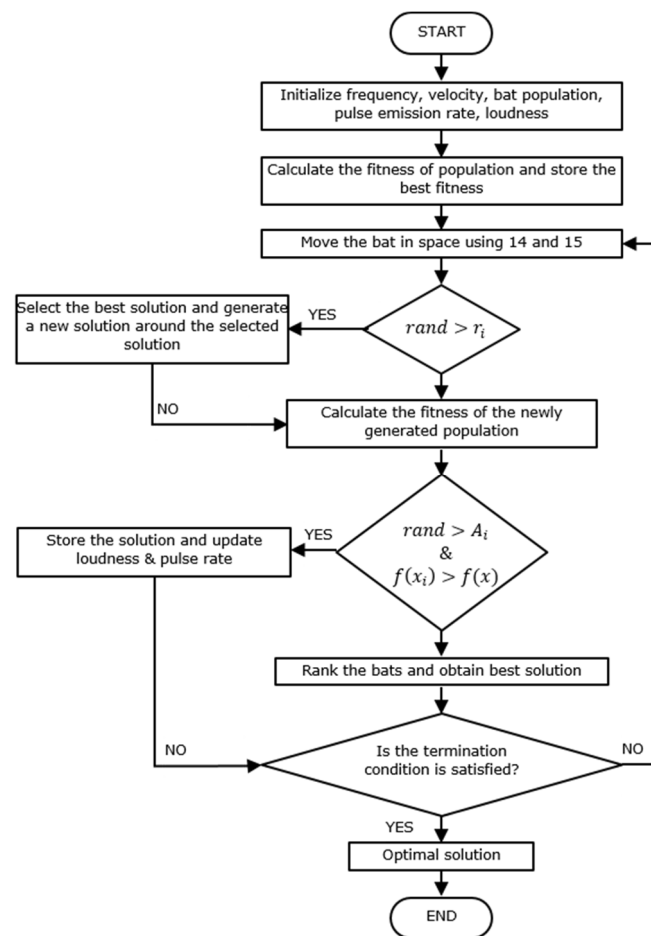 START
Initialize frequency, velocity, bat population,
pulse emission rate, loudness
Calculate the fitness of population and store the
best fitness
Move the bat in space using 14 and 15
Select the best solution and generate
a new solution around the selected
solution
YES
rand > rᵢ
NO
Calculate the fitness of the newly
generated population
Store the solution and update
loudness & pulse rate
YES
rand > Aᵢ
&
f(xᵢ) > f(x)
Rank the bats and obtain best solution
NO
Is the termination
condition is satisfied?
NO
YES
Optimal solution
END